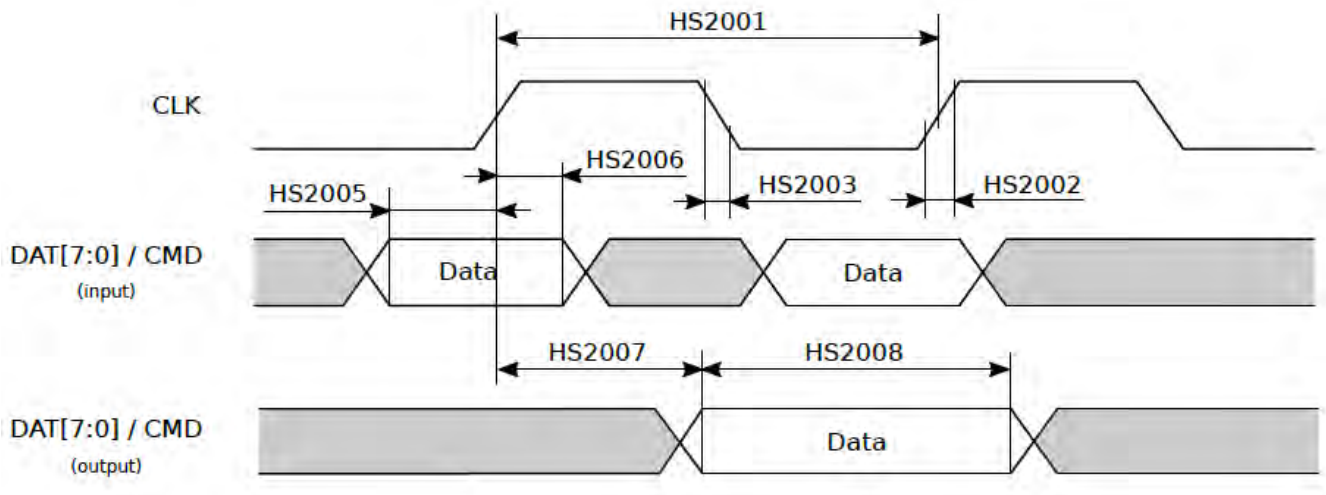 HS2001
CLK
HS2006
HS2003
HS2002
HS2005
DAT[7:0] / CMD
(input)
Data
Data
HS2007
HS2008
DAT[7:0] / CMD
(output)
Data